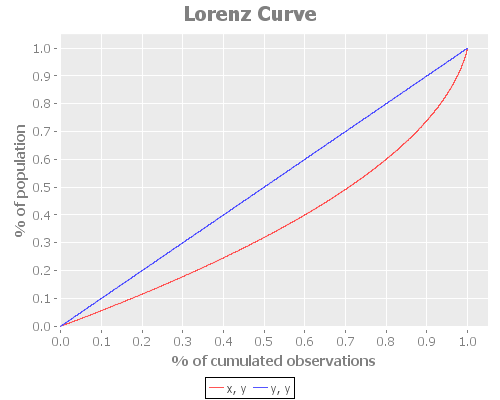 Lorenz Curve
% of population
1.0
0.9
0.8
0.7
0.6
0.5
0.4
0.3
0.2
0.1
0.0
0.0 0.1 0.2 0.3 0.4 0.5 0.6 0.7 0.8 0.9 1.0
% of cumulated observations
x, y y, y